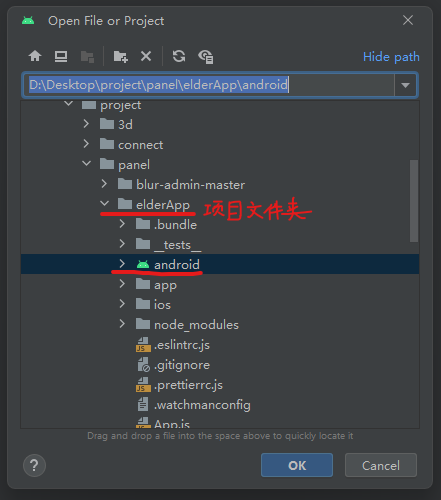 Open File or Project
Hide path
D:\Desktop\project\panel\elderApp\android
project
3d
connect
panel
blur-admin-master
elderApp 项目文件夹
.bundle
__tests__
android
app
ios
node_modules
.eslintrc.js
.gitignore
.prettierrc.js
.watchmanconfig
App.js
Drag and drop a file into the space above to quickly locate it
? OK Cancel